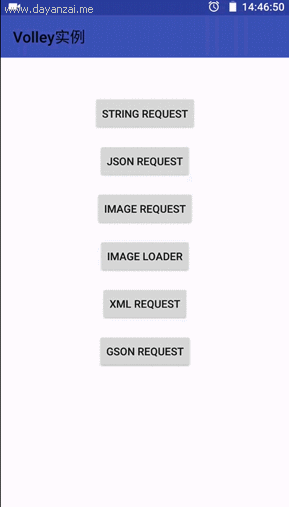 www.dayanzai.me
14:46:50
Volley实例
STRING REQUEST
JSON REQUEST
IMAGE REQUEST
IMAGE LOADER
XML REQUEST
GSON REQUEST